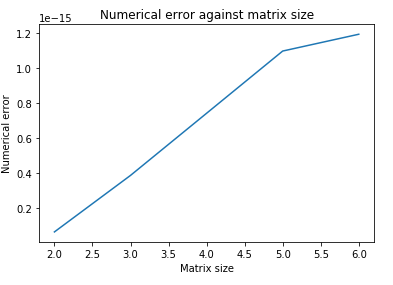 Numerical error against matrix size
1e−15
1.2
1.0
0.8
0.6
0.4
0.2
Numerical error
2.0 2.5 3.0 3.5 4.0 4.5 5.0 5.5 6.0
Matrix size